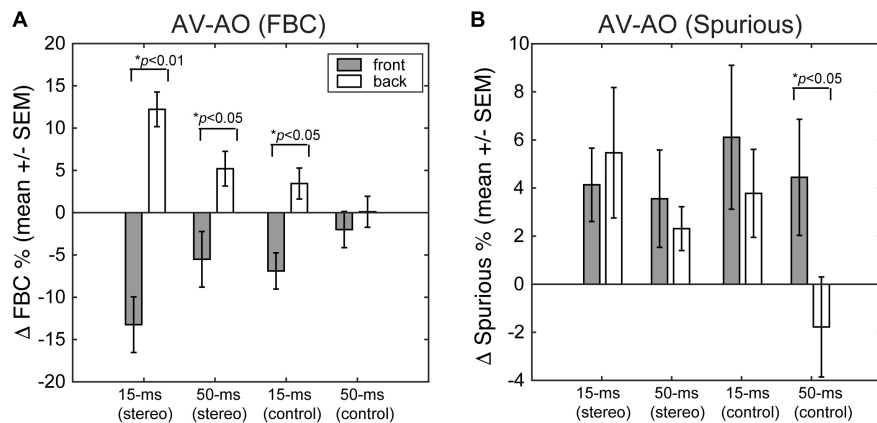 A
AV-AO (FBC)
Δ FBC % (mean +/- SEM)
20
15
10
5
0
-5
-10
-15
-20
*p<0.01
*p<0.05
*p<0.05
front
back
15-ms (stereo)
50-ms (stereo)
15-ms (control)
50-ms (control)
B
AV-AO (Spurious)
Δ Spurious % (mean +/- SEM)
10
8
6
4
2
0
-2
-4
*p<0.05
15-ms (stereo)
50-ms (stereo)
15-ms (control)
50-ms (control)